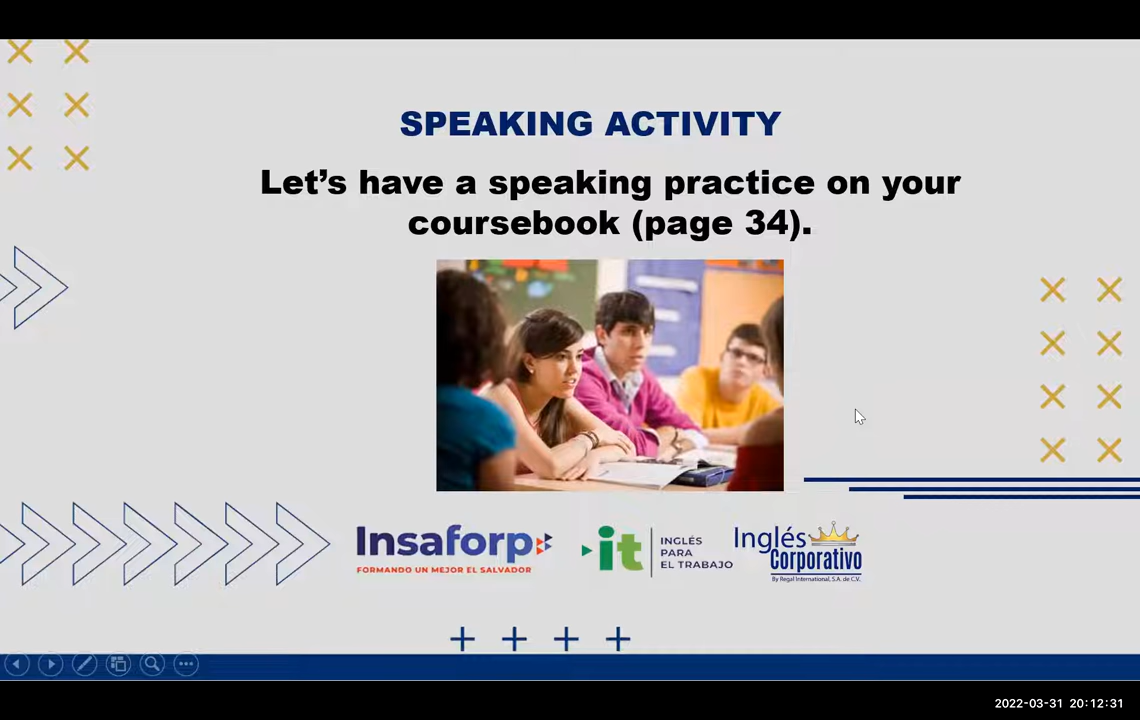 SPEAKING ACTIVITY
Let’s have a speaking practice on your
coursebook (page 34).
Insaforp
FORMANDO UN MEJOR EL SALVADOR
it
INGLÉS
PARA
EL TRABAJO
Inglés
Corporativo
By Regal International, S.A. de C.V.
2022-03-31 20:12:31